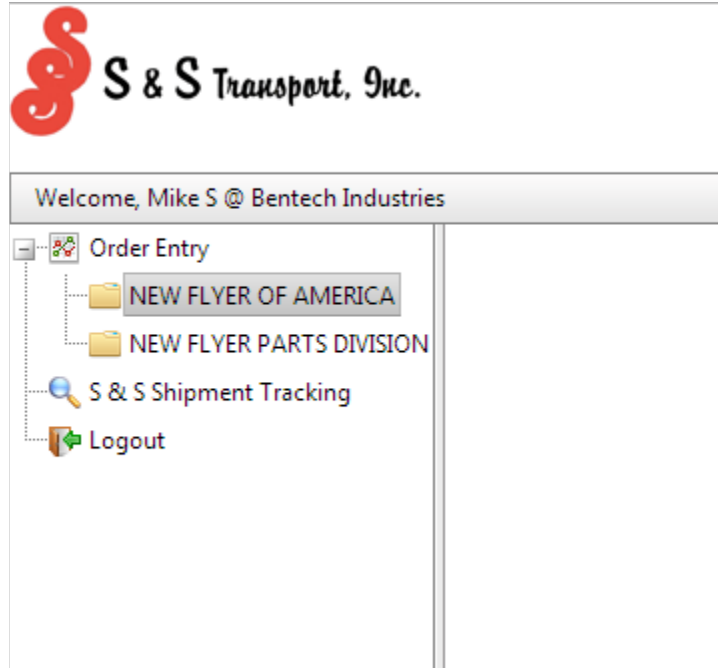 S & S Transport, Inc.
Welcome, Mike S @ Bentech Industries
Order Entry
NEW FLYER OF AMERICA
NEW FLYER PARTS DIVISION
S & S Shipment Tracking
Logout